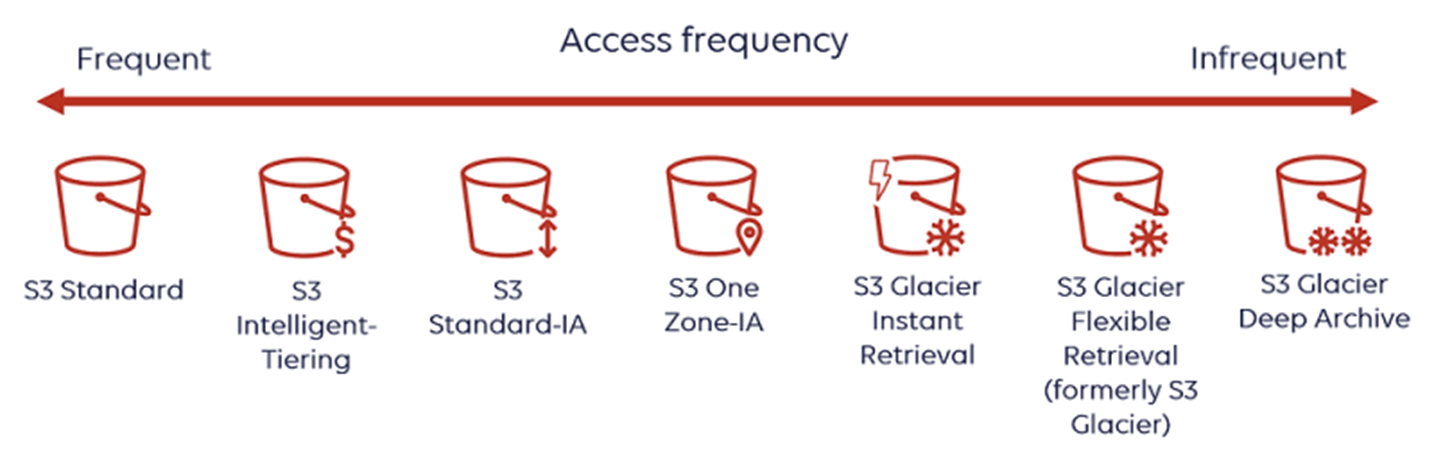 Access frequency
Frequent
Infrequent
S3 Standard
S3
Intelligent-
Tiering
S3
Standard-IA
S3 One
Zone-IA
S3 Glacier
Instant
Retrieval
S3 Glacier
Flexible
Retrieval
(formerly S3
Glacier)
S3 Glacier
Deep Archive